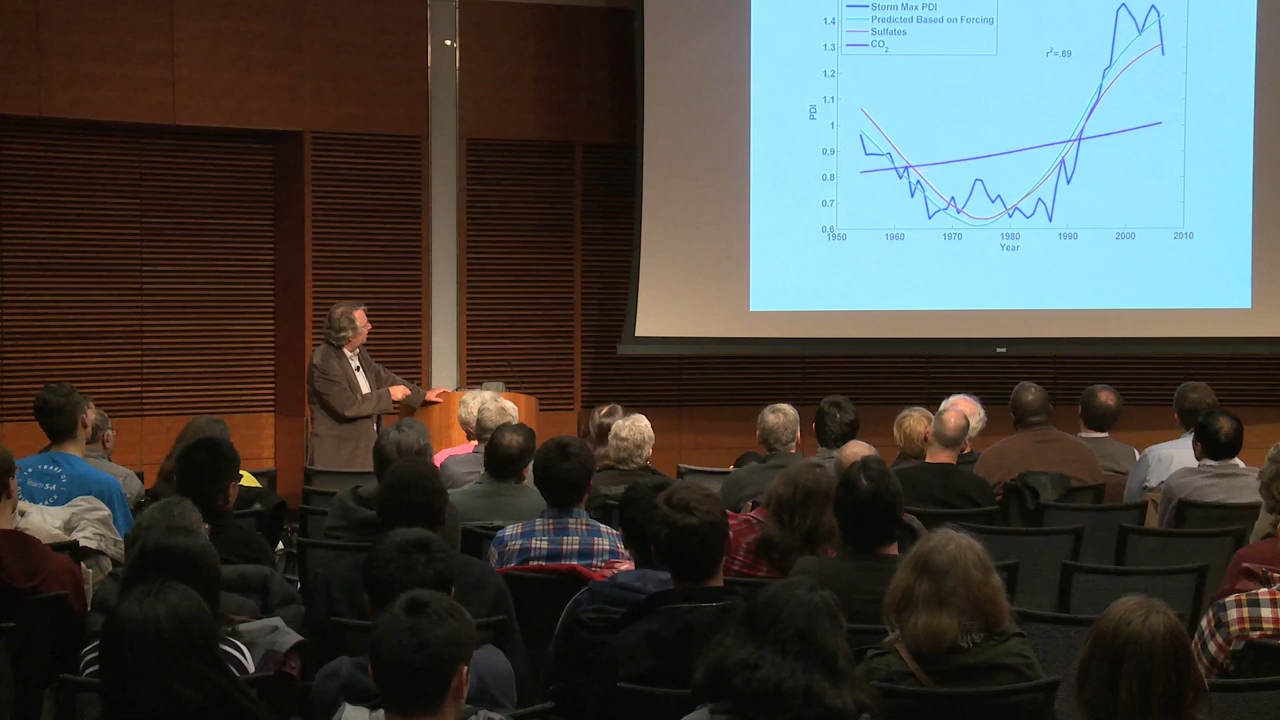 Storm Max PDI
Predicted Based on Forcing
Sulfates
CO2
r²=.89
1.4
1.3
1.2
1.1
1
0.9
0.8
0.7
0.6
PDI
1950 1960 1970 1980 1990 2000 2010
Year